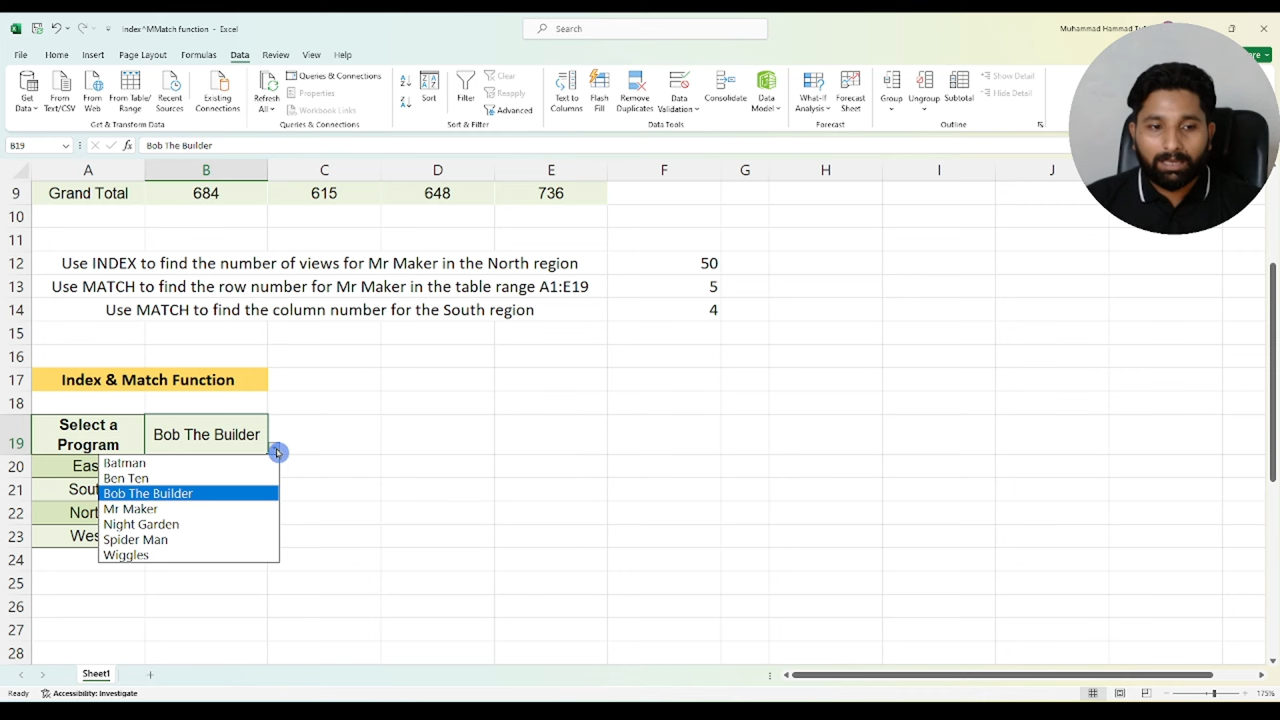 Index^MMatch function - Excel
Search
Muhammad Hammad
File Home Insert Page Layout Formulas Data Review View Help
Get Data
From Text/CSV
From Web
From Table/ Range
Recent Sources
Existing Connections
Get & Transform Data
Refresh All
Queries & Connections
Properties
Workbook Links
Queries & Connections
Sort
Filter
Clear
Reapply
Advanced
Sort & Filter
Text to Columns
Flash Fill
Remove Duplicates
Data Validation
Consolidate
Data Model
Data Tools
What-If Analysis
Forecast Sheet
Forecast
Group
Ungroup
Subtotal
Show Detail
Hide Detail
Outline
B19 fx Bob The Builder
A B C D E F G H I J
9 Grand Total 684 615 648 736
10
11
12 Use INDEX to find the number of views for Mr Maker in the North region 50
13 Use MATCH to find the row number for Mr Maker in the table range A1:E19 5
14 Use MATCH to find the column number for the South region 4
15
16
17 Index & Match Function
18
19 Select a Program Bob The Builder
20 Eas
21 Sout
22 Nort
23 Wes
Batman
Ben Ten
Bob The Builder
Mr Maker
Night Garden
Spider Man
Wiggles
24
25
26
27
28
Sheet1
Ready Accessibility: Investigate 175%